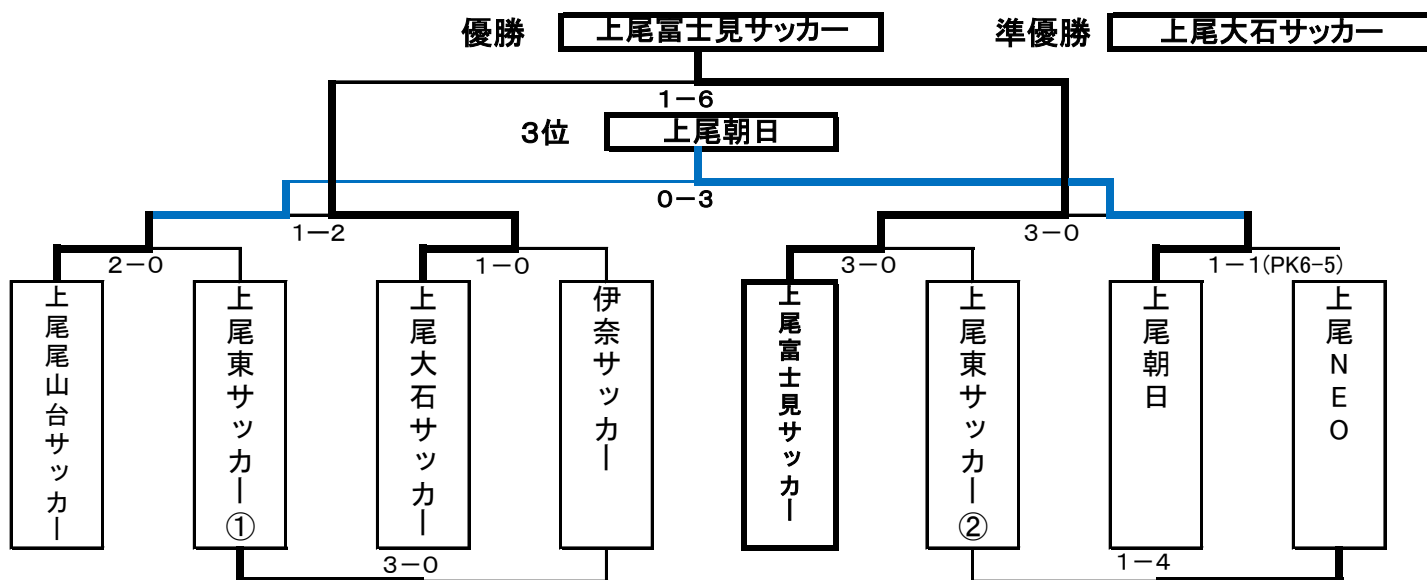 優勝 上尾富士見サッカー 準優勝 上尾大石サッカー
1－6
3位 上尾朝日
0－3
1－2 3－0
2－0 1－0 3－0 1－1(PK6-5)
上尾尾山台サッカー
上尾東サッカー①
上尾大石サッカー
伊奈サッカー
上尾富士見サッカー
上尾東サッカー②
上尾朝日
上尾NEO
3－0 1－4